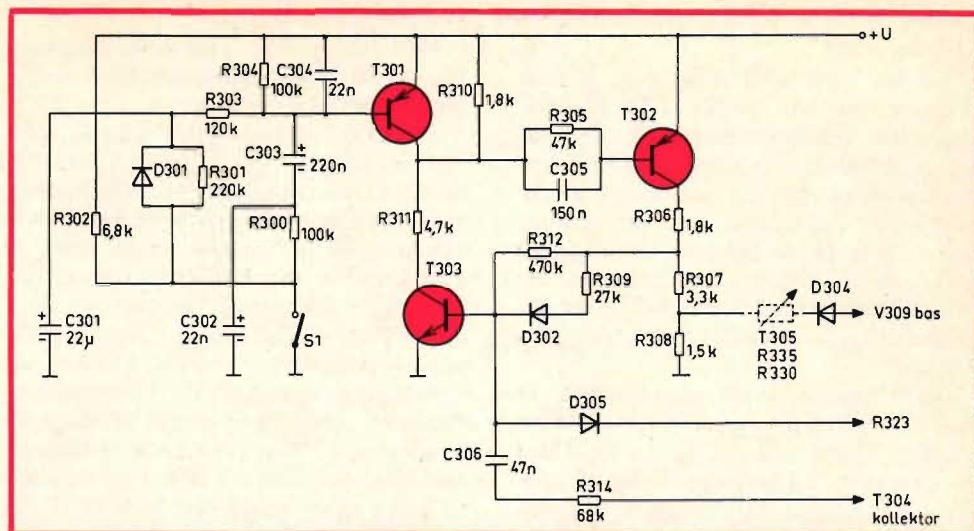 +U
R304
100k
C304
22n
T301
R310
1,8k
R303
120k
R305
47k
T302
C303
220n
C305
150n
D301
R301
220k
R302
6,8k
R300
100k
R311
4,7k
R306
1,8k
R312
470k
T303
R309
27k
R307
3,3k
D304
V309 bas
C301
22µ
C302
22n
S1
D302
T305
R335
R330
R308
1,5k
D305
R323
C306
47n
R314
68k
T304
kollektor